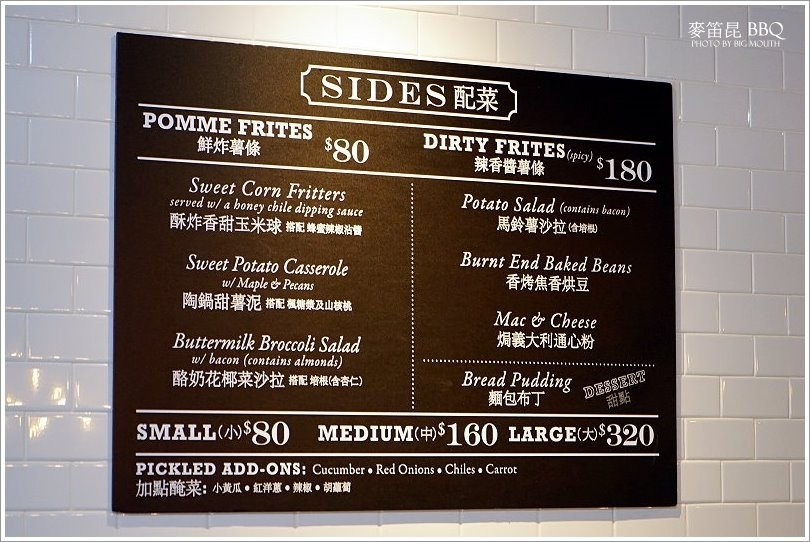 麥笛昆 BBQ
PHOTO BY BIG MOUTH
SIDES 配菜
POMME FRITES $80
鮮炸薯條
DIRTY FRITES (spicy) $180
辣香醬薯條
Sweet Corn Fritters
served w/ a honey chile dipping sauce
酥炸香甜玉米球 搭配 蜂蜜辣椒沾醬
Sweet Potato Casserole
w/ Maple & Pecans
陶鍋甜薯泥 搭配 楓糖漿及山核桃
Buttermilk Broccoli Salad
w/ bacon (contains almonds)
酪奶花椰菜沙拉 搭配 培根(含杏仁)
Potato Salad (contains bacon)
馬鈴薯沙拉(含培根)
Burnt End Baked Beans
香烤焦香烘豆
Mac & Cheese
焗義大利通心粉
Bread Pudding
麵包布丁
DESSERT
甜點
SMALL(小)$80 MEDIUM(中)$160 LARGE(大)$320
PICKLED ADD-ONS: Cucumber • Red Onions • Chiles • Carrot
加點醃菜: 小黃瓜 • 紅洋蔥 • 辣椒 • 胡蘿蔔